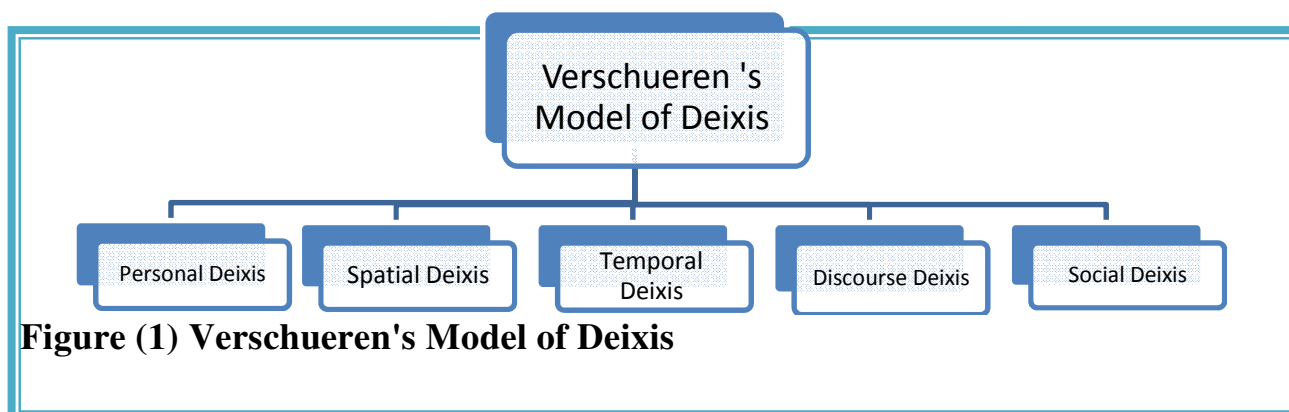 Verschueren 's
Model of Deixis
Personal Deixis
Spatial Deixis
Temporal
Deixis
Discourse Deixis
Social Deixis
Figure (1) Verschueren's Model of Deixis